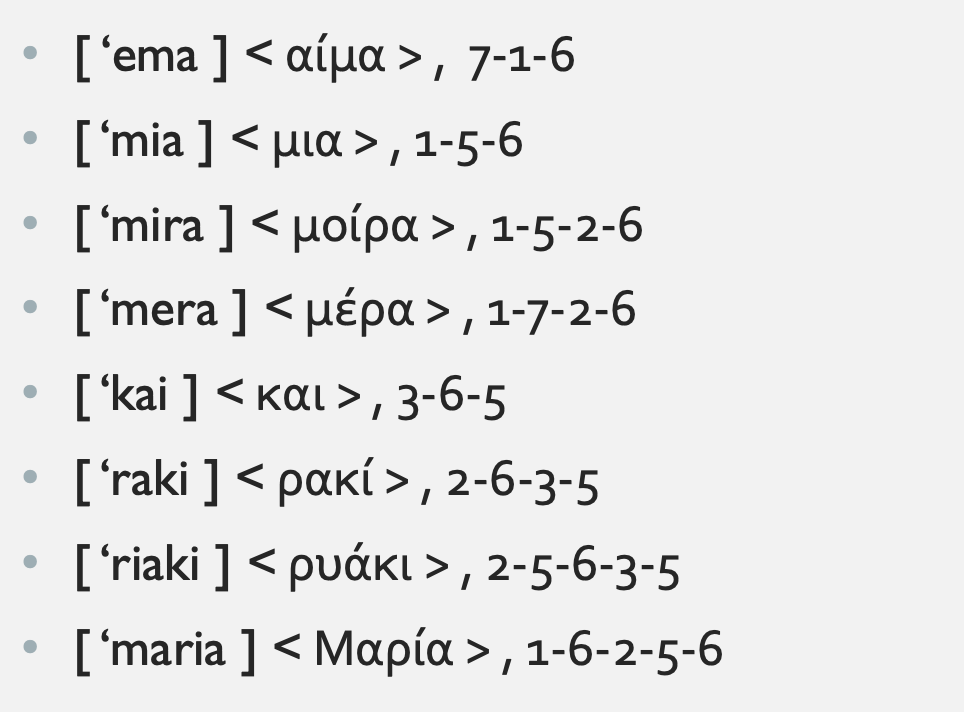 • [ ‘ema ] < αίμα > , 7-1-6
• [ ‘mia ] < μια > , 1-5-6
• [ ‘mira ] < μοίρα > , 1-5-2-6
• [ ‘mera ] < μέρα > , 1-7-2-6
• [ ‘kai ] < και > , 3-6-5
• [ ‘raki ] < ρακί > , 2-6-3-5
• [ ‘riaki ] < ρυάκι > , 2-5-6-3-5
• [ ‘maria ] < Μαρία > , 1-6-2-5-6